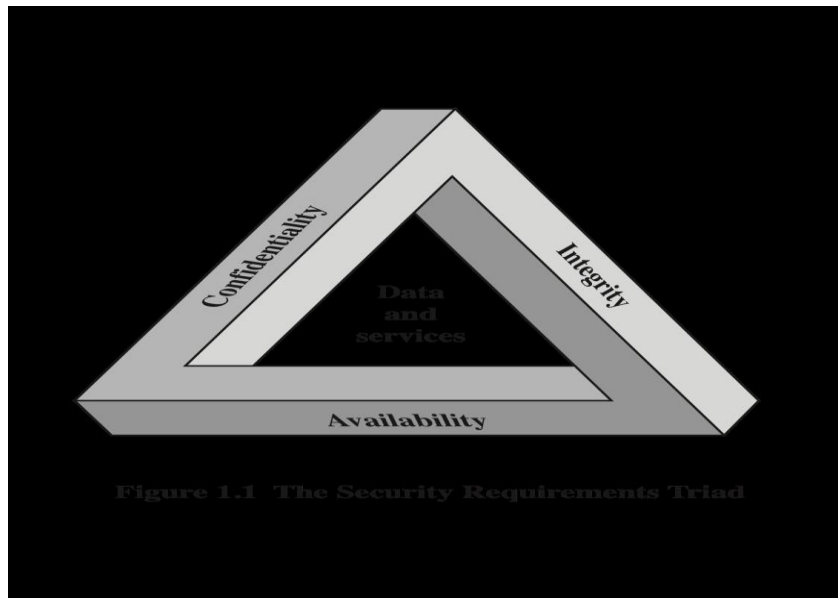 Confidentiality
Integrity
Data
and
services
Availability
Figure 1.1 The Security Requirements Triad